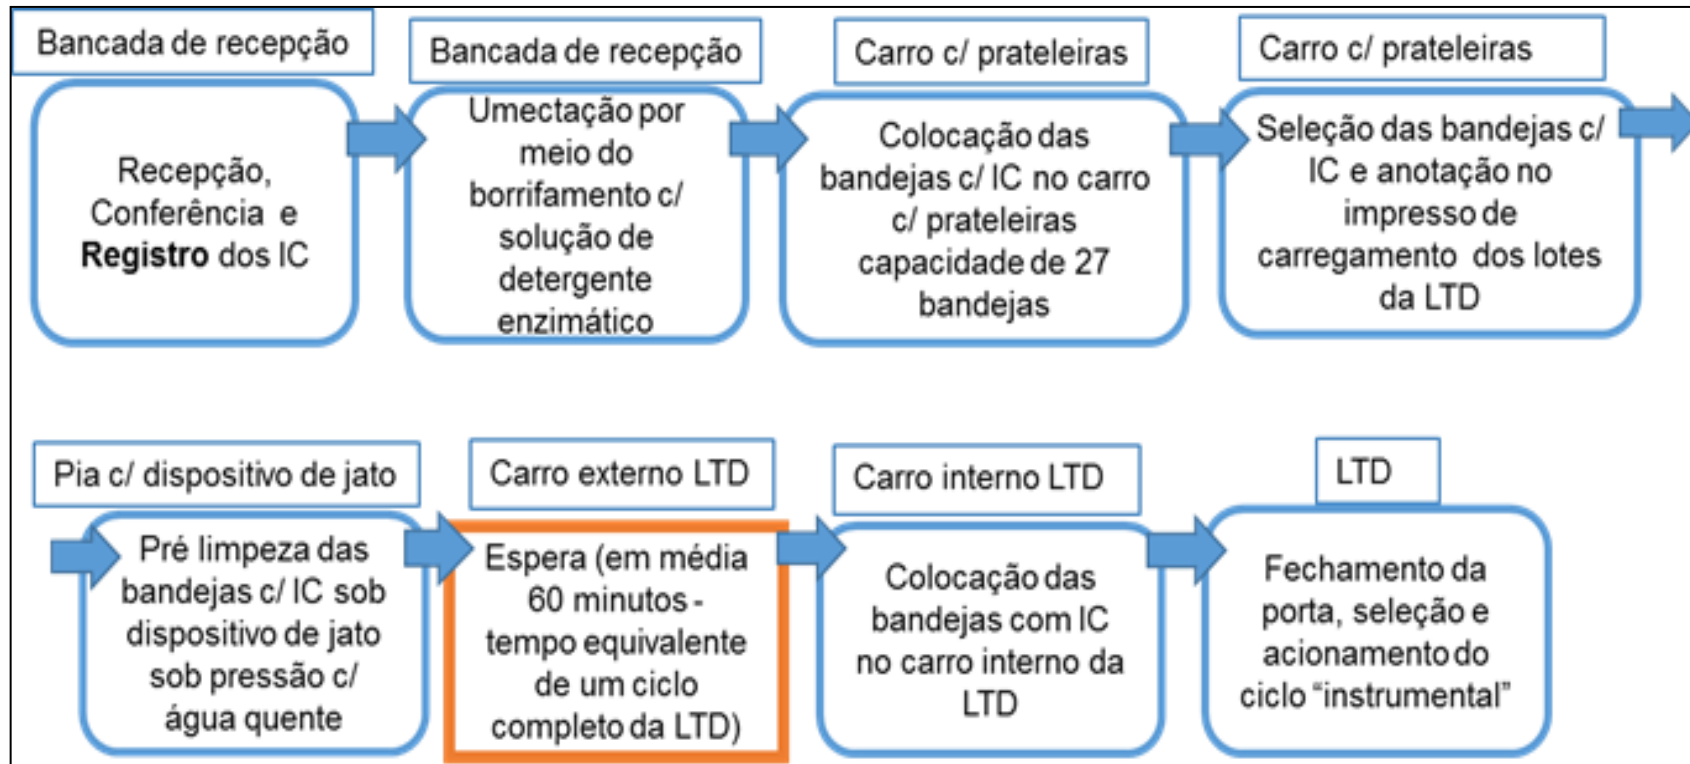 Bancada de recepção
Recepção,
Conferência e
Registro dos IC
Bancada de recepção
Umectação por
meio do
borrifamento c/
solução de
detergente
enzimático
Carro c/ prateleiras
Colocação das
bandejas c/ IC no carro
c/ prateleiras
capacidade de 27
bandejas
Carro c/ prateleiras
Seleção das bandejas c/
IC e anotação no
impresso de
carregamento dos lotes
da LTD
Pia c/ dispositivo de jato
Pré limpeza das
bandejas c/ IC sob
dispositivo de jato
sob pressão c/
água quente
Carro externo LTD
Espera (em média
60 minutos -
tempo equivalente
de um ciclo
completo da LTD)
Carro interno LTD
Colocação das
bandejas com IC
no carro interno da
LTD
LTD
Fechamento da
porta, seleção e
acionamento do
ciclo “instrumental”